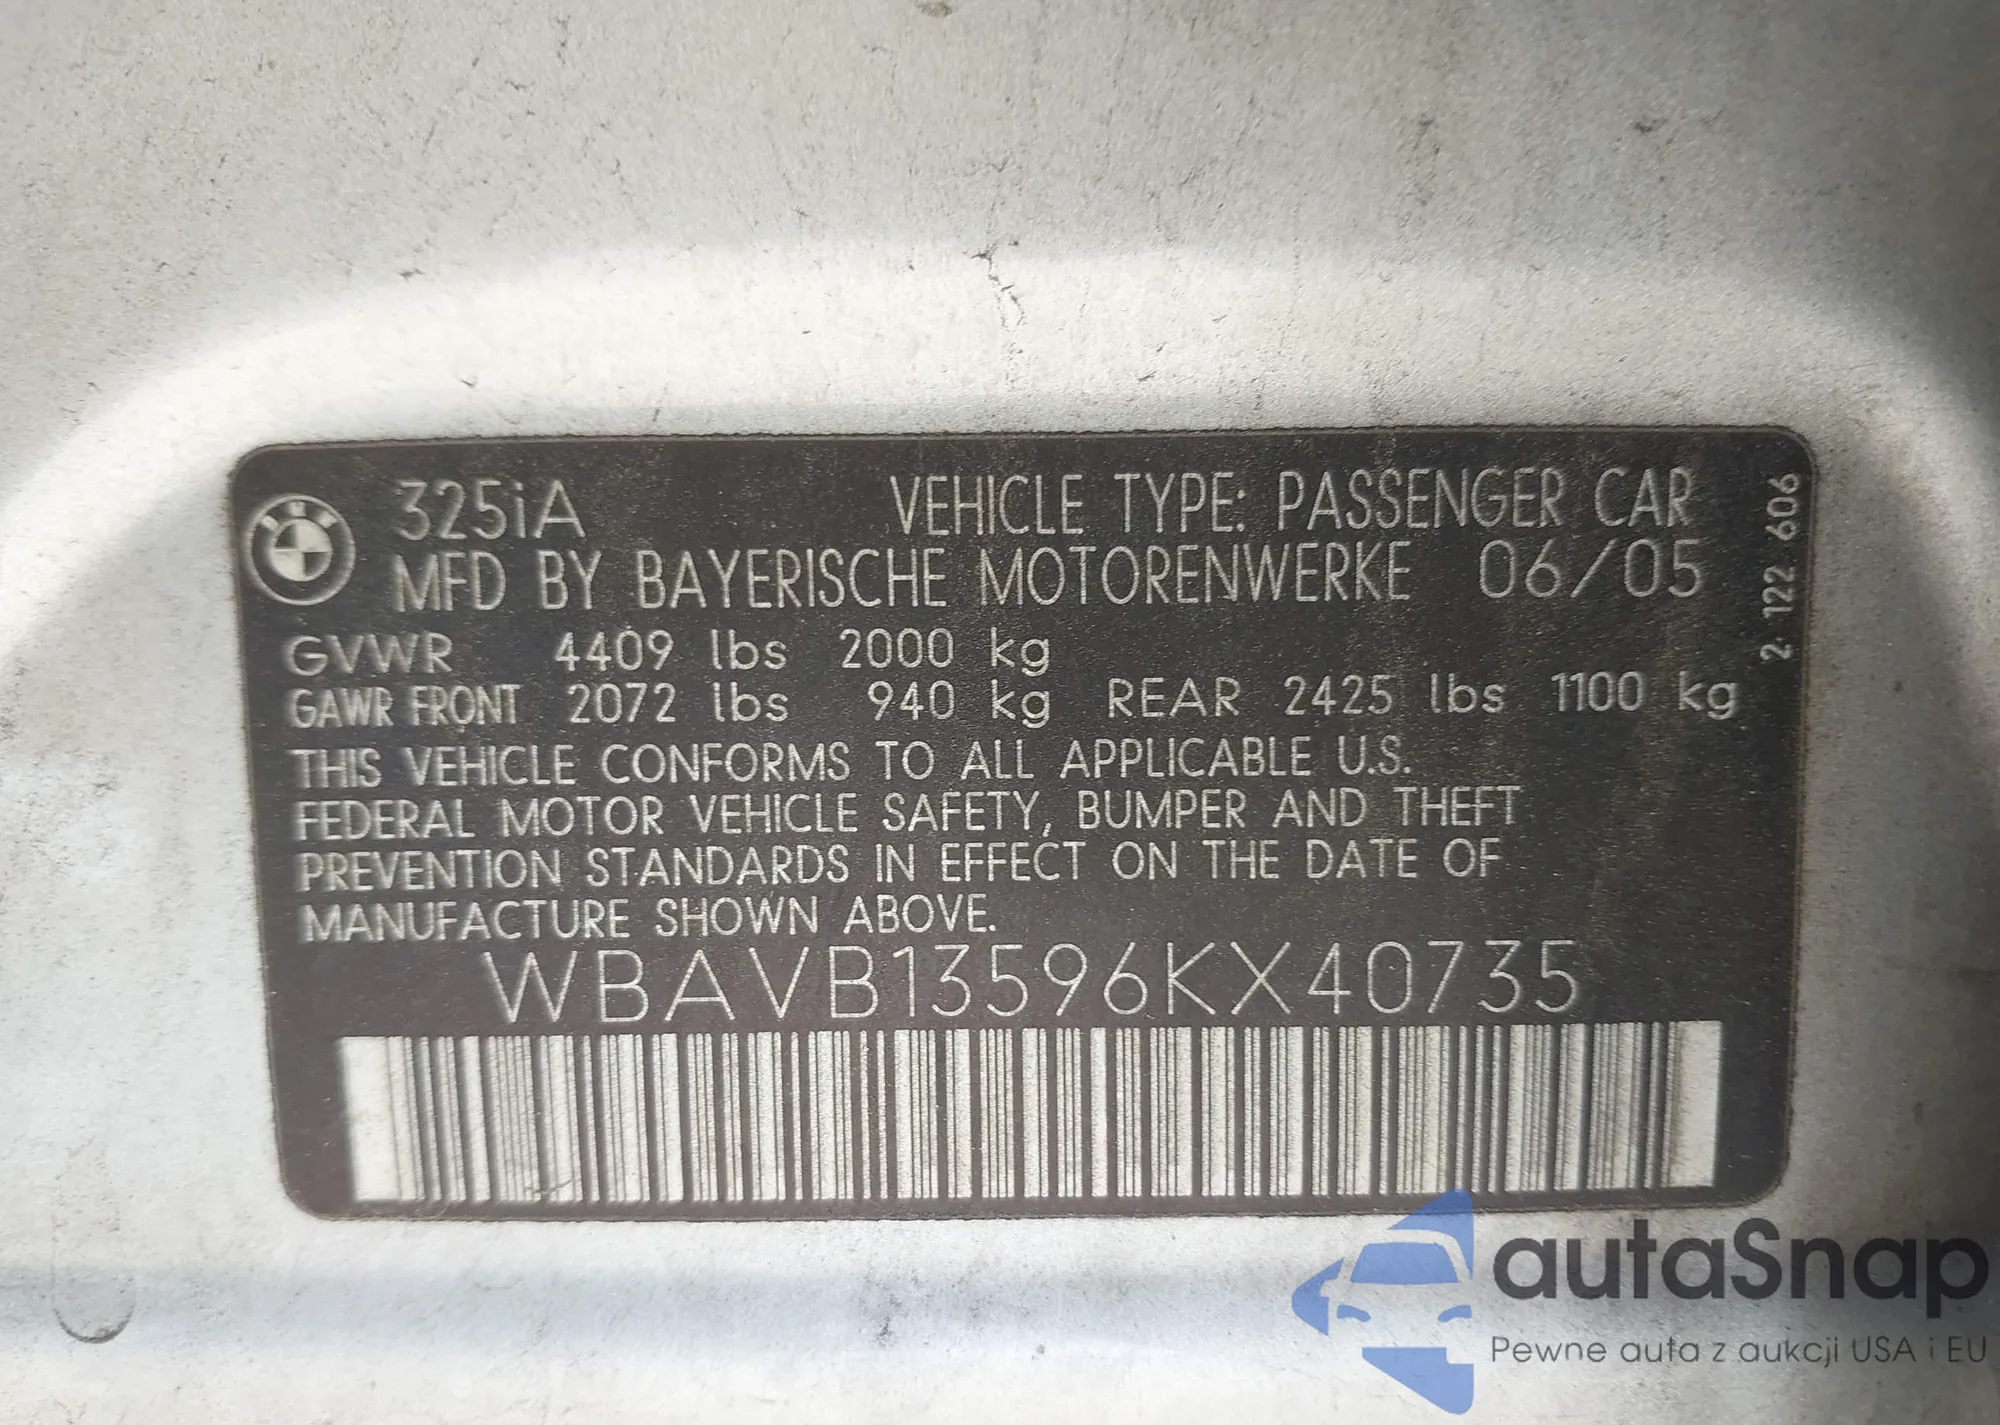 325iA VEHICLE TYPE: PASSENGER CAR
MFD BY BAYERISCHE MOTORENWERKE 06/05
GVWR 4409 lbs 2000 kg
GAWR FRONT 2072 lbs 940 kg REAR 2425 lbs 1100 kg
THIS VEHICLE CONFORMS TO ALL APPLICABLE U.S.
FEDERAL MOTOR VEHICLE SAFETY, BUMPER AND THEFT
PREVENTION STANDARDS IN EFFECT ON THE DATE OF
MANUFACTURE SHOWN ABOVE.
WBAVB13596KX40735
2 122 606
BMW
autaSnap
Pewne auta z aukcji USA i EU